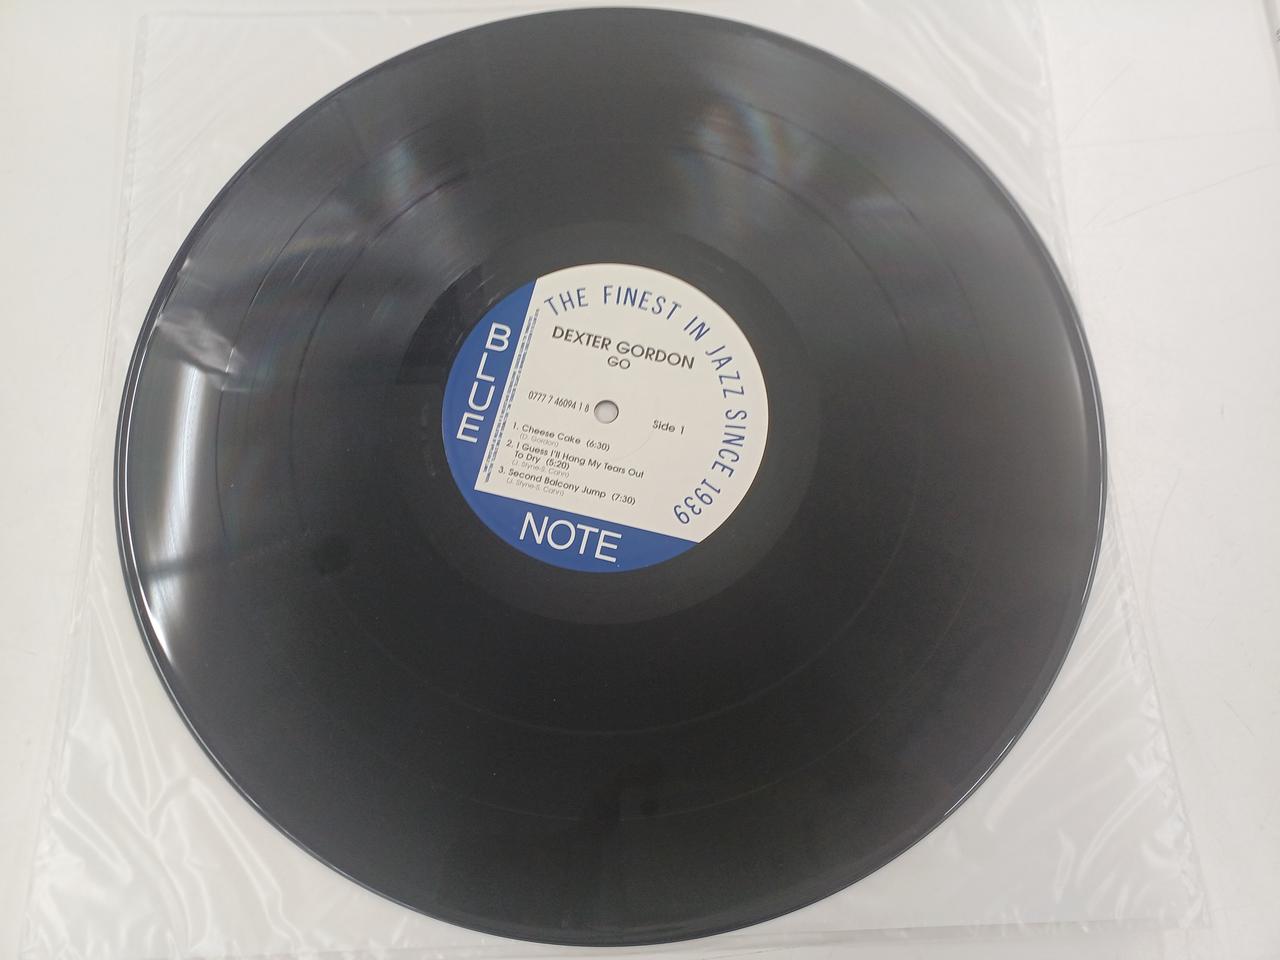 THE FINEST IN JAZZ SINCE 1939
BLUE
NOTE
DEXTER GORDON
GO
0777 7 46094 1 8
Side 1
1. Cheese Cake (6:30)
(D. Gordon)
2. I Guess I'll Hang My Tears Out
To Dry (5:20)
(J. Styne-S. Cahn)
3. Second Balcony Jump (7:30)
(J. Styne-S. Cahn)